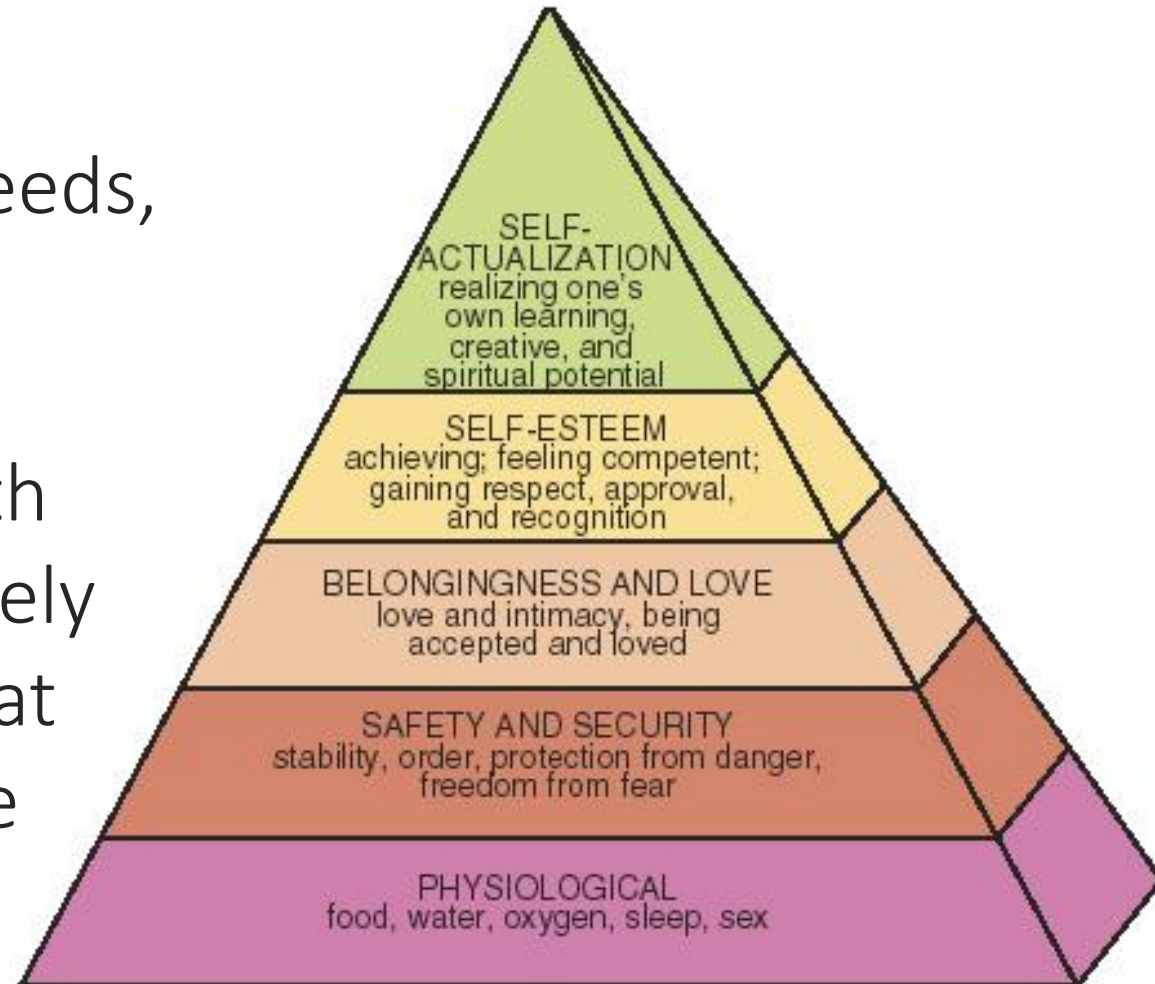 eeds,
th
ely
at
e
SELF-
ACTUALIZATION
realizing one's
own learning,
creative, and
spiritual potential
SELF-ESTEEM
achieving; feeling competent;
gaining respect, approval,
and recognition
BELONGINGNESS AND LOVE
love and intimacy, being
accepted and loved
SAFETY AND SECURITY
stability, order, protection from danger,
freedom from fear
PHYSIOLOGICAL
food, water, oxygen, sleep, sex